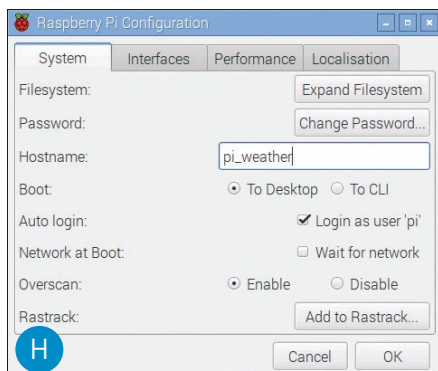 Raspberry Pi Configuration
System Interfaces Performance Localisation
Filesystem: Expand Filesystem
Password: Change Password...
Hostname: pi_weather
Boot: To Desktop To CLI
Auto login: Login as user 'pi'
Network at Boot: Wait for network
Overscan: Enable Disable
Rastrack: Add to Rastrack...
H
Cancel OK